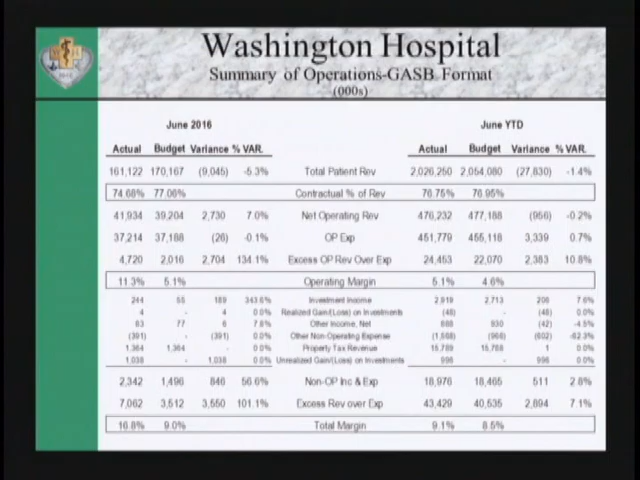 Washington Hospital
Summary of Operations-GASB Format
(000s)
2016
June 2016 June YTD
Actual Budget Variance % VAR. Actual Budget Variance % VAR.
161,122 170,167 (9,045) -5.3% Total Patient Rev 2,026,250 2,054,080 (27,830) -1.4%
74.68% 77.06% Contractual % of Rev 76.75% 76.95%
41,934 39,204 2,730 7.0% Net Operating Rev 476,232 477,188 (956) -0.2%
37,214 37,188 (26) -0.1% OP Exp 451,779 455,118 3,339 0.7%
4,720 2,016 2,704 134.1% Excess OP Rev Over Exp 24,453 22,070 2,383 10.8%
11.3% 5.1% Operating Margin 5.1% 4.6%
244 55 189 343.6% Investment Income 2,919 2,713 206 7.6%
4 - 4 0.0% Realized Gain/(Loss) on Investments (48) - (48) 0.0%
83 77 6 7.8% Other Income, Net 888 930 (42) -4.5%
(391) - (391) 0.0% Other Non-Operating Expense (1,568) (966) (602) -62.3%
1,364 1,364 - 0.0% Property Tax Revenue 15,789 15,788 1 0.0%
1,038 - 1,038 0.0% Unrealized Gain/(Loss) on Investments 996 - 996 0.0%
2,342 1,496 846 56.6% Non-OP Inc & Exp 18,976 18,465 511 2.8%
7,062 3,512 3,550 101.1% Excess Rev over Exp 43,429 40,535 2,894 7.1%
16.8% 9.0% Total Margin 9.1% 8.5%